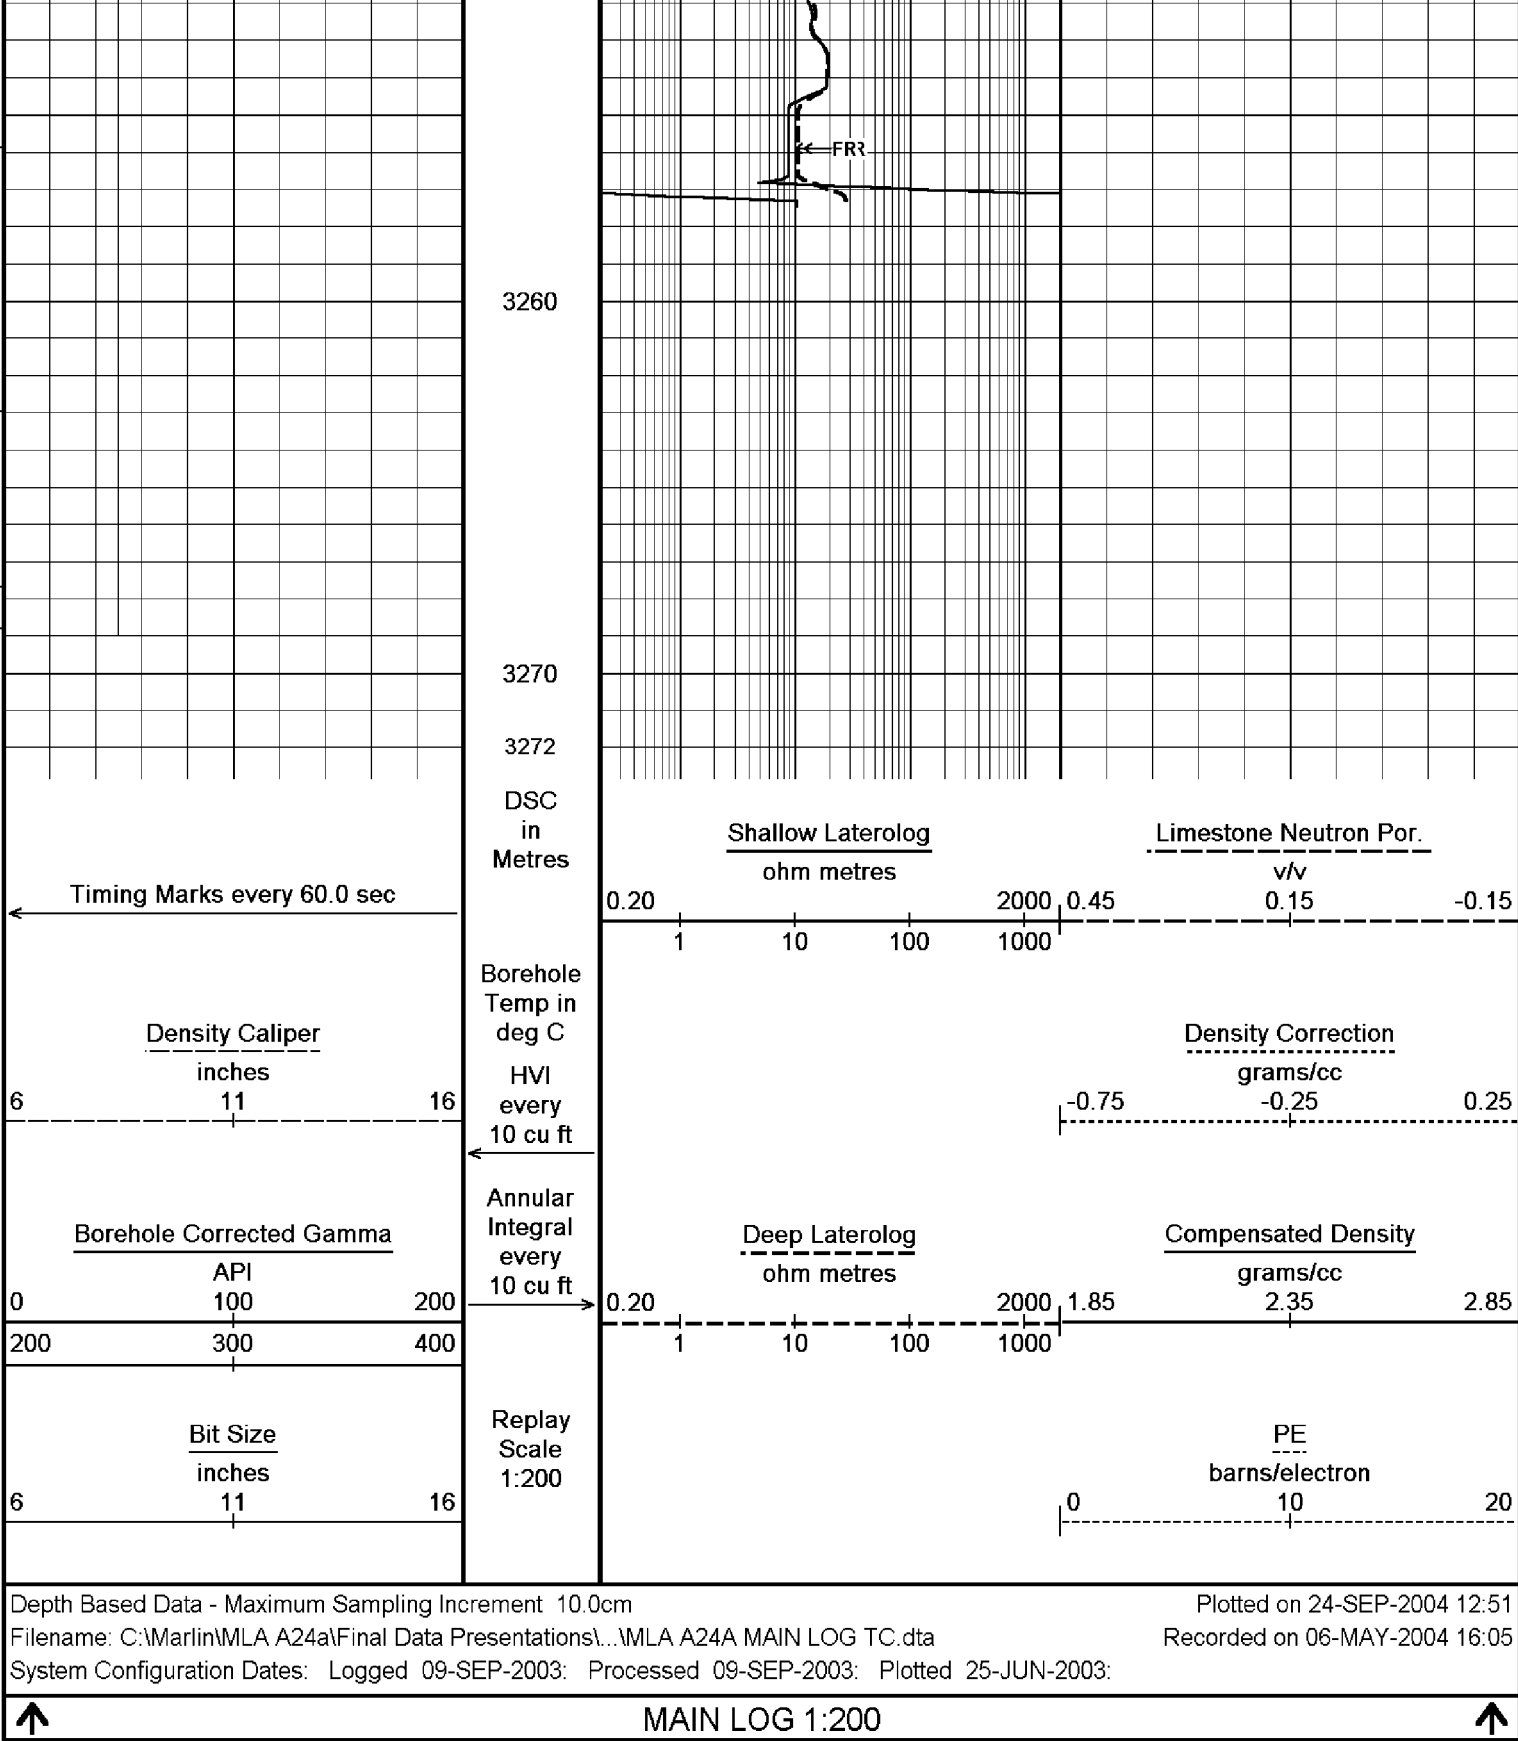 FRR
3260
3270
3272
DSC
in
Metres
Timing Marks every 60.0 sec
Shallow Laterolog
ohm metres
0.20 2000
1 10 100 1000
Limestone Neutron Por.
v/v
0.45 0.15 -0.15
Borehole
Temp in
deg C
Density Caliper
inches
6 11 16
HVI
every
10 cu ft
Density Correction
grams/cc
-0.75 -0.25 0.25
Annular
Integral
every
10 cu ft
Borehole Corrected Gamma
API
0 100 200
200 300 400
Deep Laterolog
ohm metres
0.20 2000
1 10 100 1000
Compensated Density
grams/cc
1.85 2.35 2.85
Bit Size
inches
6 11 16
Replay
Scale
1:200
PE
barns/electron
0 10 20
Depth Based Data - Maximum Sampling Increment 10.0cm
Plotted on 24-SEP-2004 12:51
Filename: C:\Marlin\MLA A24a\Final Data Presentations\...\MLA A24A MAIN LOG TC.dta
Recorded on 06-MAY-2004 16:05
System Configuration Dates: Logged 09-SEP-2003: Processed 09-SEP-2003: Plotted 25-JUN-2003:
MAIN LOG 1:200